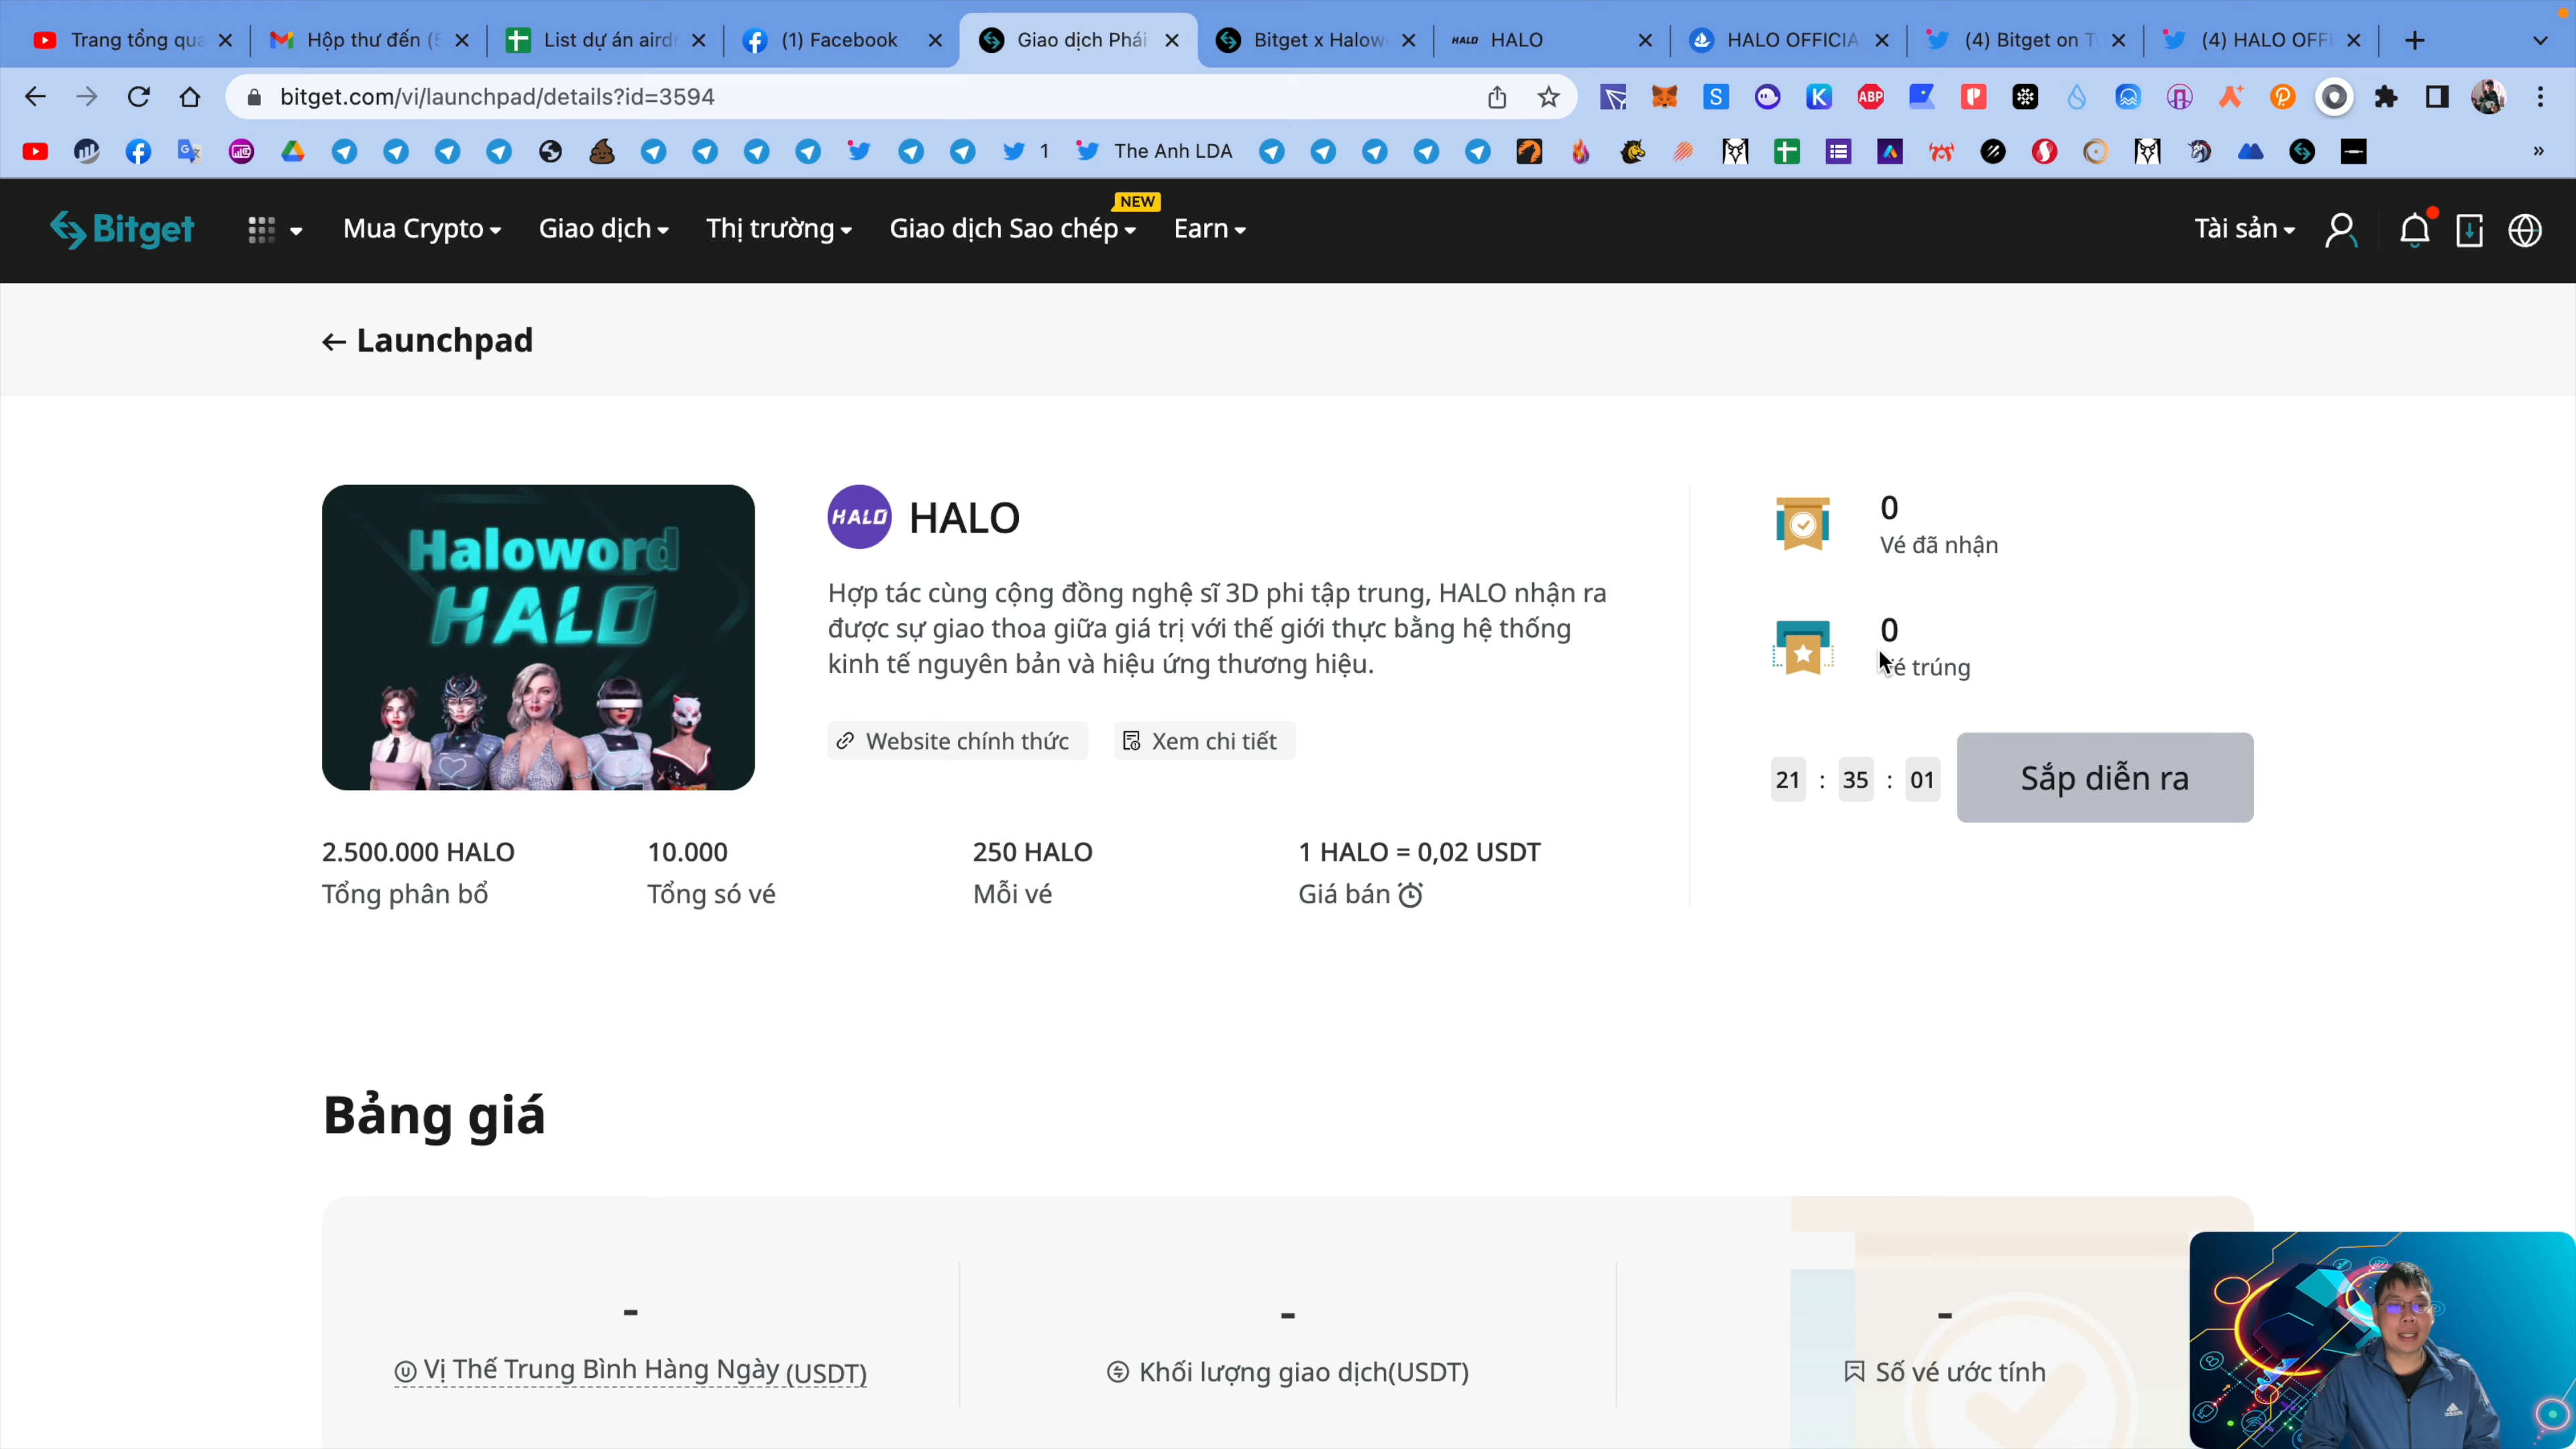 Trang tổng qua
Hộp thư đến (5
List dự án airdr
(1) Facebook
Giao dịch Phái
Bitget x Halow
HALO HALO
HALO OFFICIA
(4) Bitget on T
(4) HALO OFFI
bitget.com/vi/launchpad/details?id=3594
S
K
ABP
1
The Anh LDA
Bitget
Mua Crypto
Giao dịch
Thị trường
Giao dịch Sao chép
NEW
Earn
Tài sản
← Launchpad
Haloword
HALO
HALO
HALO
Hợp tác cùng cộng đồng nghệ sĩ 3D phi tập trung, HALO nhận ra
được sự giao thoa giữa giá trị với thế giới thực bằng hệ thống
kinh tế nguyên bản và hiệu ứng thương hiệu.
Website chính thức
Xem chi tiết
0
Vé đã nhận
0
é trúng
21 : 35 : 01
Sắp diễn ra
2.500.000 HALO
Tổng phân bổ
10.000
Tổng só vé
250 HALO
Mỗi vé
1 HALO = 0,02 USDT
Giá bán
Bảng giá
-
Vị Thế Trung Bình Hàng Ngày (USDT)
-
Khối lượng giao dịch(USDT)
-
Số vé ước tính